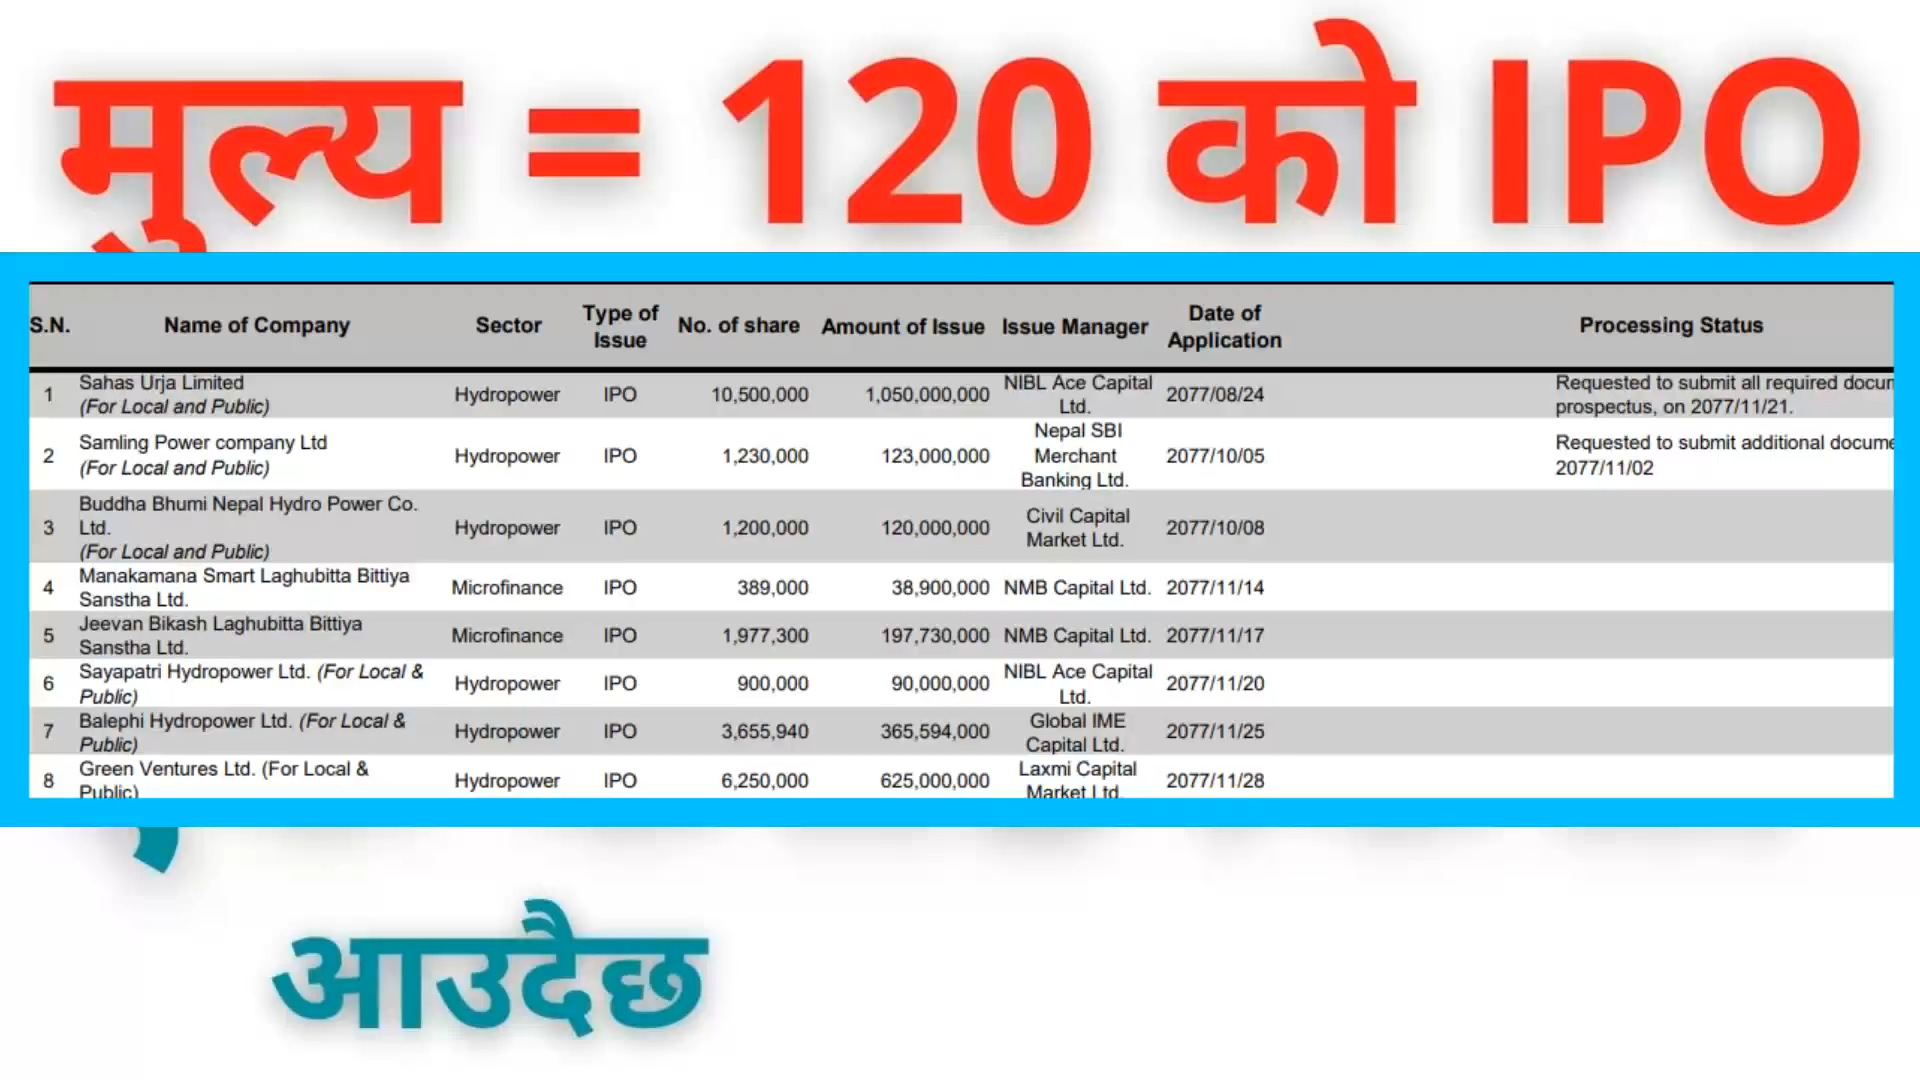 मुल्य = 120 को IPO
S.N. Name of Company Sector Type of Issue No. of share Amount of Issue Issue Manager Date of Application Processing Status
1 Sahas Urja Limited (For Local and Public) Hydropower IPO 10,500,000 1,050,000,000 NIBL Ace Capital Ltd. 2077/08/24 Requested to submit all required prospectus, on 2077/11/21.
2 Samling Power company Ltd (For Local and Public) Hydropower IPO 1,230,000 123,000,000 Nepal SBI Merchant Banking Ltd. 2077/10/05 Requested to submit additional 2077/11/02
3 Buddha Bhumi Nepal Hydro Power Co. Ltd. (For Local and Public) Hydropower IPO 1,200,000 120,000,000 Civil Capital Market Ltd. 2077/10/08
4 Manakamana Smart Laghubitta Bittiya Sanstha Ltd. Microfinance IPO 389,000 38,900,000 NMB Capital Ltd. 2077/11/14
5 Jeevan Bikash Laghubitta Bittiya Sanstha Ltd. Microfinance IPO 1,977,300 197,730,000 NMB Capital Ltd. 2077/11/17
6 Sayapatri Hydropower Ltd. (For Local & Public) Hydropower IPO 900,000 90,000,000 NIBL Ace Capital Ltd. 2077/11/20
7 Balephi Hydropower Ltd. (For Local & Public) Hydropower IPO 3,655,940 365,594,000 Global IME Capital Ltd. 2077/11/25
8 Green Ventures Ltd. (For Local & Public) Hydropower IPO 6,250,000 625,000,000 Laxmi Capital Market Ltd. 2077/11/28
आउदैछ